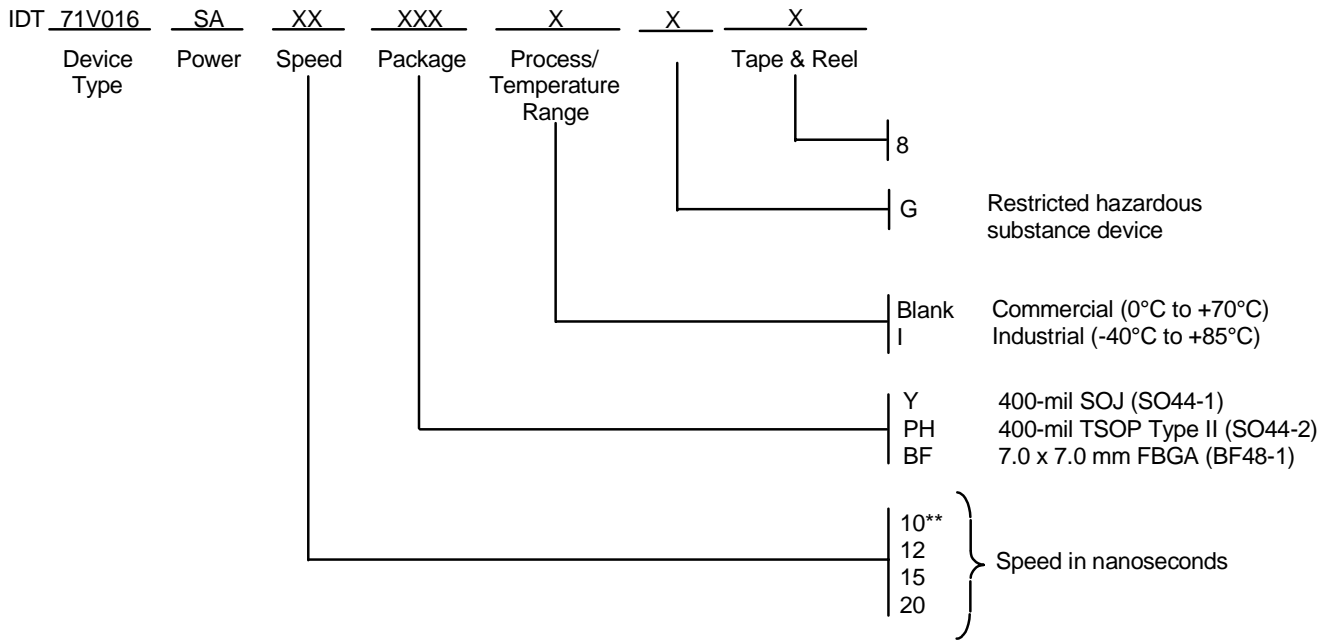 IDT 71V016 SA XX XXX X X X
Device Type
Power
Speed
Package
Process/
Temperature
Range
Tape & Reel
8
G Restricted hazardous
substance device
Blank Commercial (0°C to +70°C)
I Industrial (-40°C to +85°C)
Y 400-mil SOJ (SO44-1)
PH 400-mil TSOP Type II (SO44-2)
BF 7.0 x 7.0 mm FBGA (BF48-1)
10**
12
15
20
Speed in nanoseconds